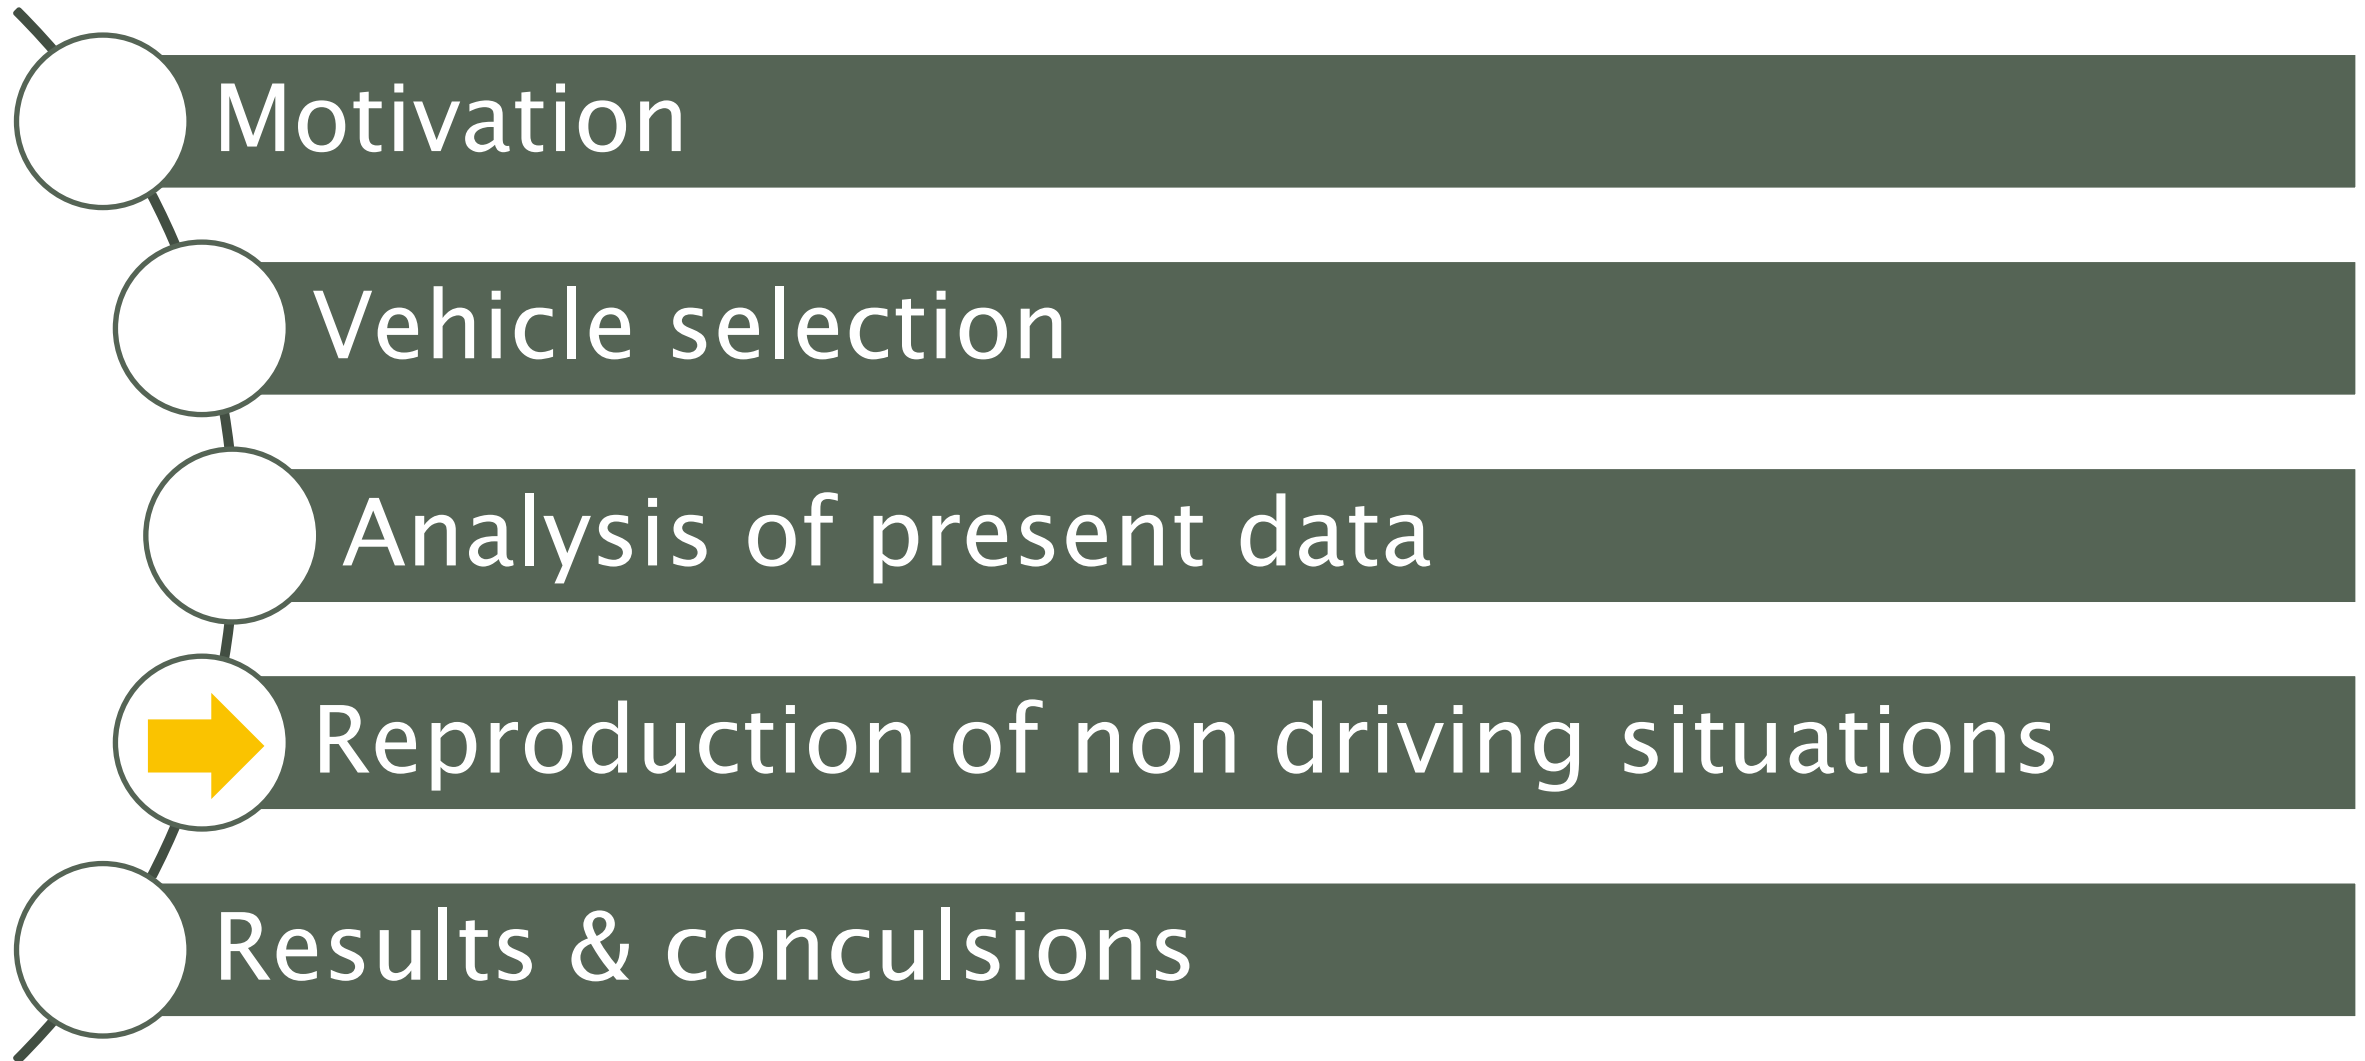 Motivation
Vehicle selection
Analysis of present data
Reproduction of non driving situations
Results & conculsions